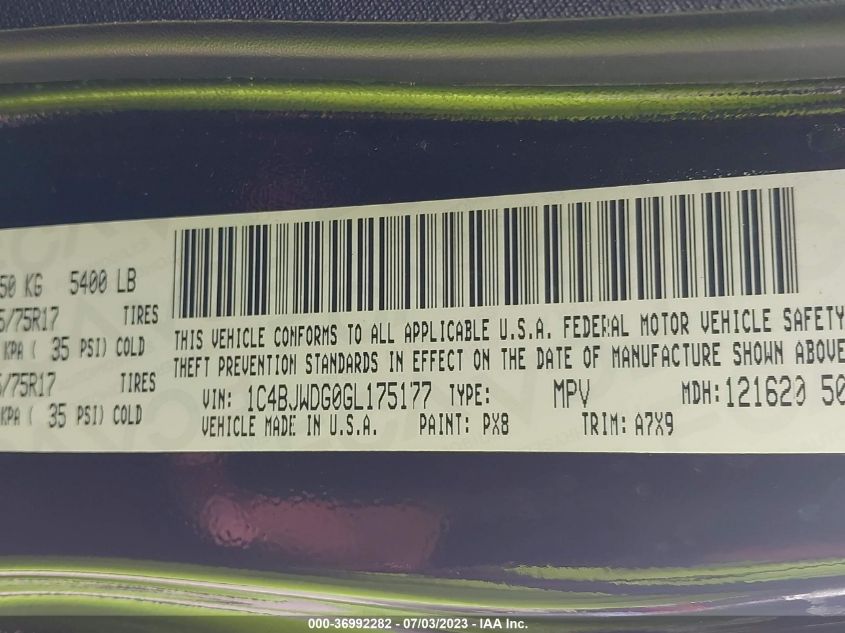 50 KG 5400 LB
/75R17 TIRES
KPA ( 35 PSI) COLD
/75R17 TIRES
KPA ( 35 PSI) COLD
THIS VEHICLE CONFORMS TO ALL APPLICABLE U.S.A. FEDERAL MOTOR VEHICLE SAFETY
THEFT PREVENTION STANDARDS IN EFFECT ON THE DATE OF MANUFACTURE SHOWN ABOVE
VIN: 1C4BJWDG0GL175177 TYPE: MPV MDH: 121620 50
VEHICLE MADE IN U.S.A. PAINT: PX8 TRIM: A7X9
000-36992282 - 07/03/2023 - IAA Inc.